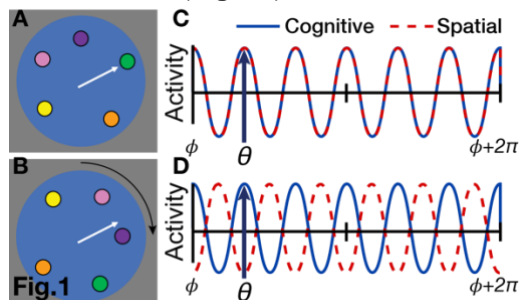 A
C
Cognitive
Spatial
Activity
ϕ
θ
ϕ+2π
B
D
Activity
ϕ
θ
ϕ+2π
Fig.1